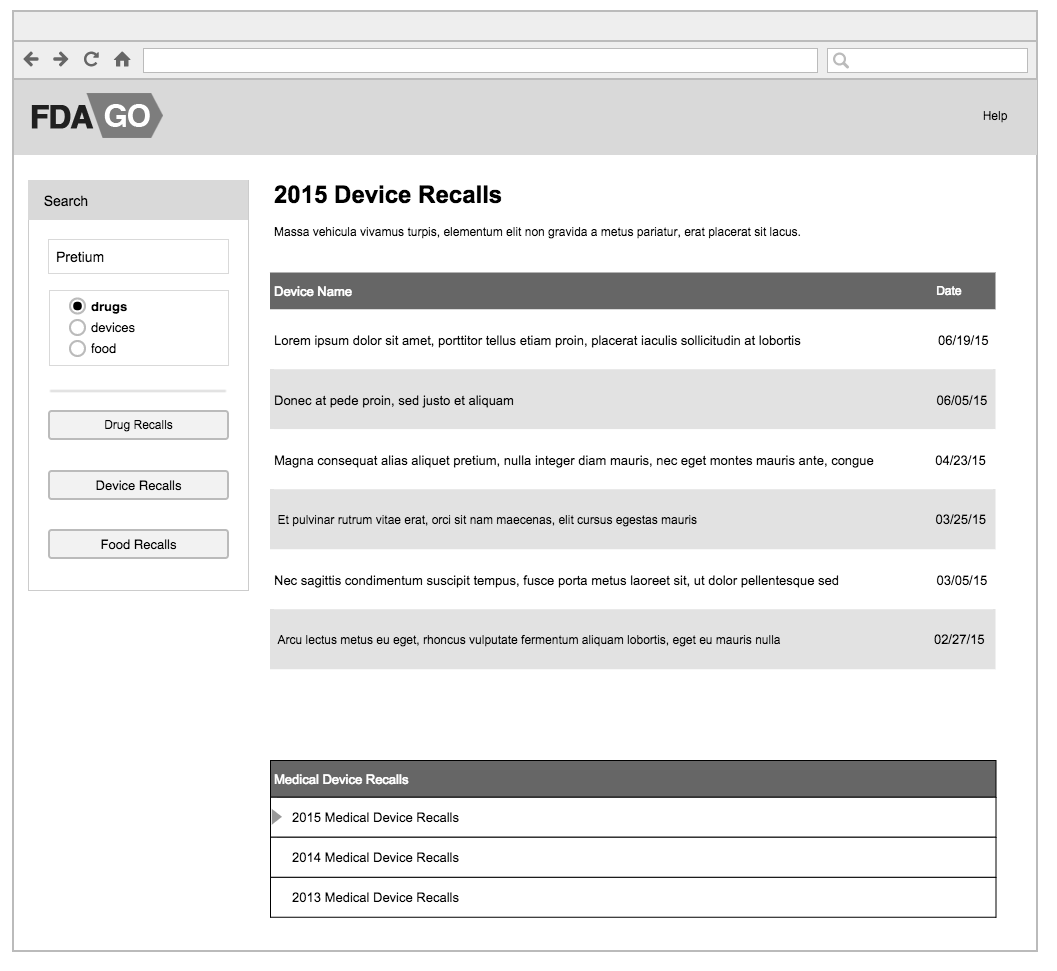 FDA GO
Help
Search
Pretium
drugs
devices
food
Drug Recalls
Device Recalls
Food Recalls
2015 Device Recalls
Massa vehicula vivamus turpis, elementum elit non gravida a metus pariatur, erat placerat sit lacus.
Device Name Date
Lorem ipsum dolor sit amet, porttitor tellus etiam proin, placerat iaculis sollicitudin at lobortis 06/19/15
Donec at pede proin, sed justo et aliquam 06/05/15
Magna consequat alias aliquet pretium, nulla integer diam mauris, nec eget montes mauris ante, congue 04/23/15
Et pulvinar rutrum vitae erat, orci sit nam maecenas, elit cursus egestas mauris 03/25/15
Nec sagittis condimentum suscipit tempus, fusce porta metus laoreet sit, ut dolor pellentesque sed 03/05/15
Arcu lectus metus eu eget, rhoncus vulputate fermentum aliquam lobortis, eget eu mauris nulla 02/27/15
Medical Device Recalls
2015 Medical Device Recalls
2014 Medical Device Recalls
2013 Medical Device Recalls